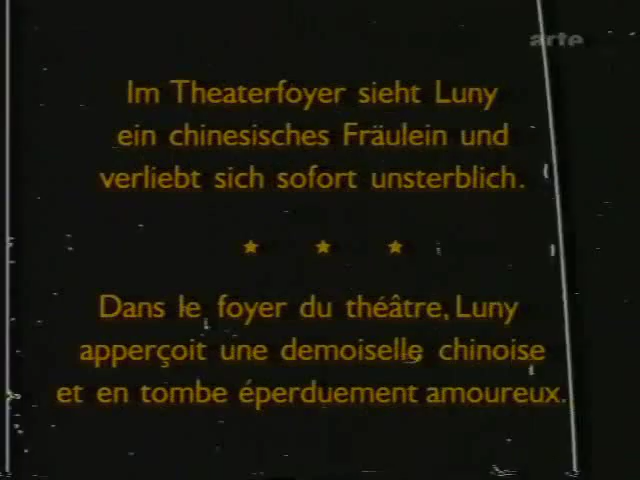 arte
Im Theaterfoyer sieht Luny
ein chinesisches Fräulein und
verliebt sich sofort unsterblich.
★ ★ ★
Dans le foyer du théâtre, Luny
apperçoit une demoiselle chinoise
et en tombe éperduement amoureux.